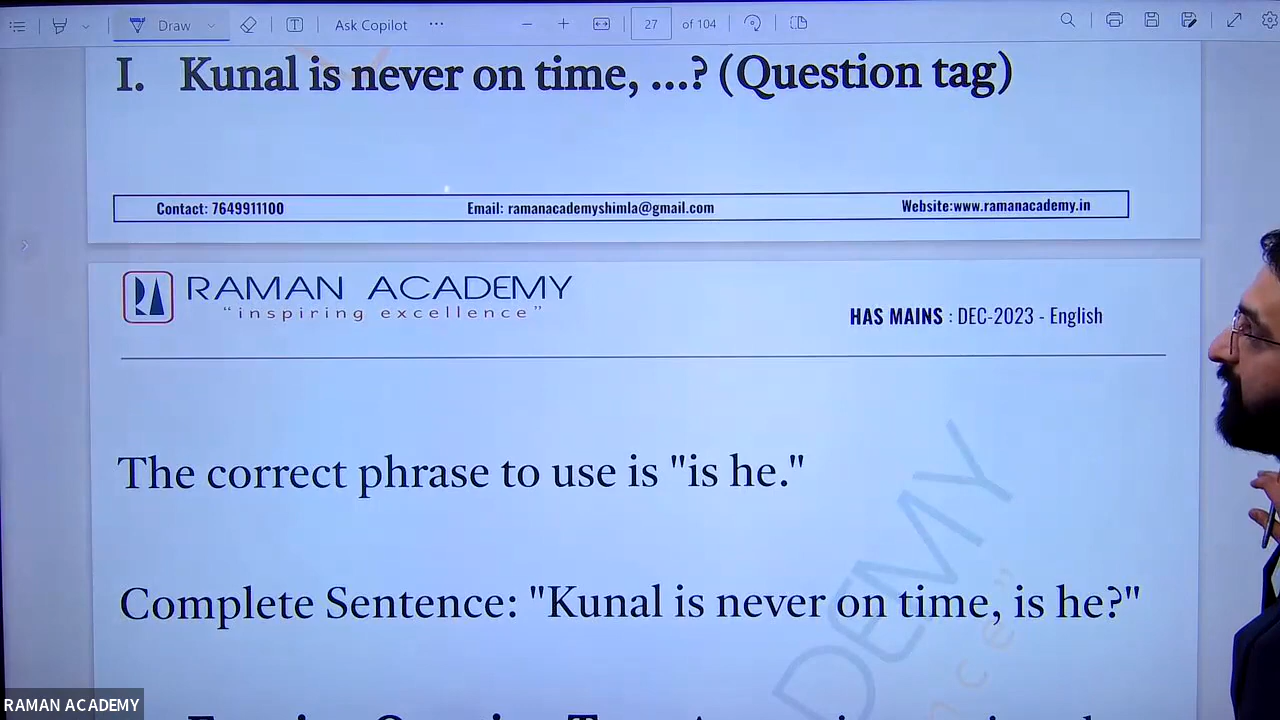 Draw
Ask Copilot
27 of 104
I. Kunal is never on time, ...? (Question tag)
Contact: 7649911100 Email: ramanacademyshimla@gmail.com Website:www.ramanacademy.in
RAMAN ACADEMY
"inspiring excellence"
HAS MAINS : DEC-2023 - English
The correct phrase to use is "is he."
Complete Sentence: "Kunal is never on time, is he?"
DEMY
RAMAN ACADEMY